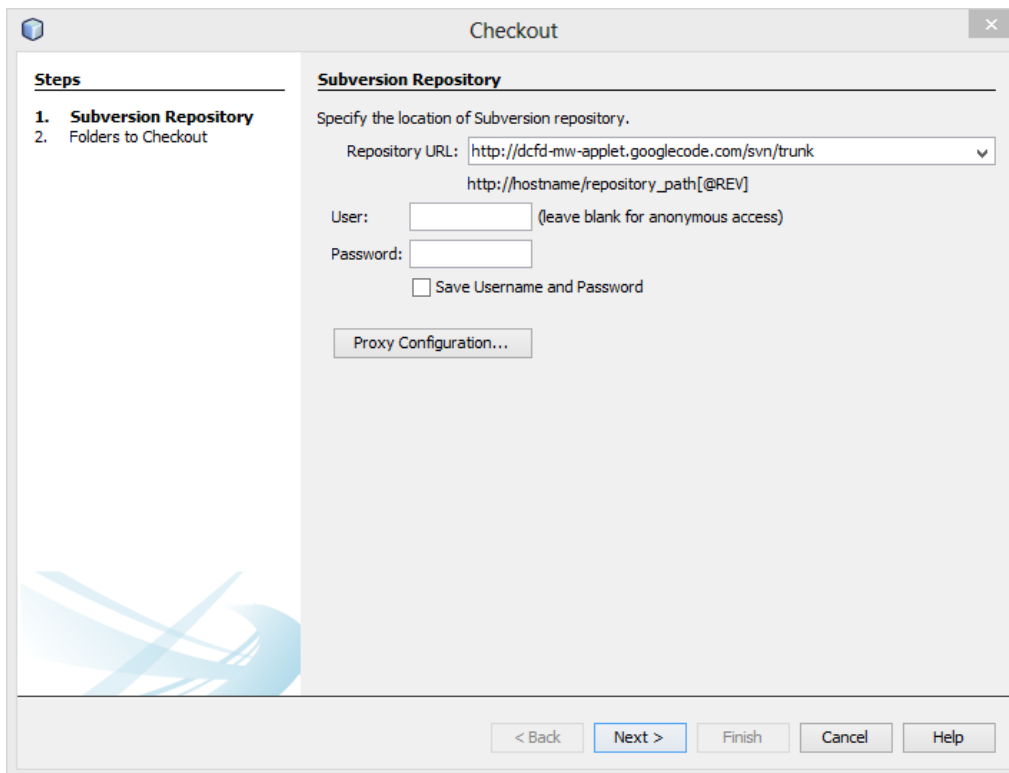 Checkout
Steps
1. Subversion Repository
2. Folders to Checkout
Subversion Repository
Specify the location of Subversion repository.
Repository URL: http://dcfd-mw-applet.googlecode.com/svn/trunk
http://hostname/repository_path[@REV]
User: (leave blank for anonymous access)
Password:
Save Username and Password
Proxy Configuration...
< Back Next > Finish Cancel Help